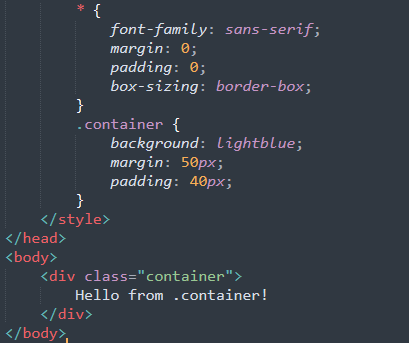 * {
font-family: sans-serif;
margin: 0;
padding: 0;
box-sizing: border-box;
}
.container {
background: lightblue;
margin: 50px;
padding: 40px;
}
</style>
</head>
<body>
<div class="container">
Hello from .container!
</div>
</body>